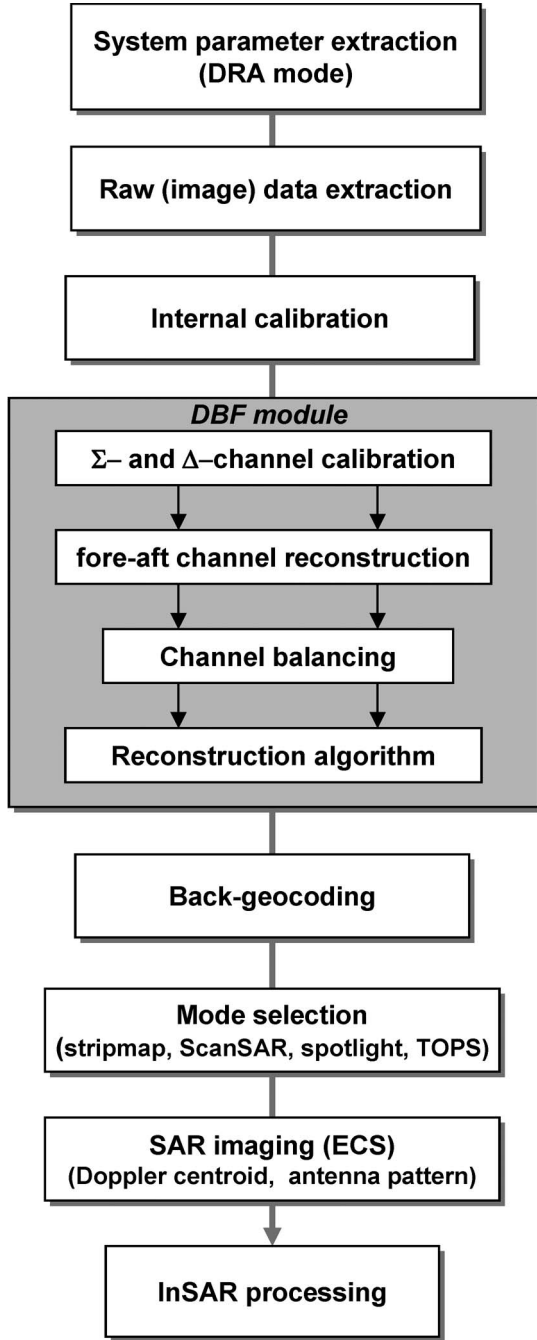 System parameter extraction
(DRA mode)
Raw (image) data extraction
Internal calibration
DBF module
Σ– and Δ–channel calibration
fore-aft channel reconstruction
Channel balancing
Reconstruction algorithm
Back-geocoding
Mode selection
(stripmap, ScanSAR, spotlight, TOPS)
SAR imaging (ECS)
(Doppler centroid, antenna pattern)
InSAR processing